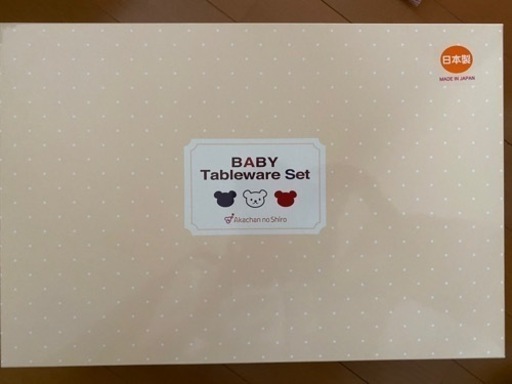 日本製
MADE IN JAPAN
BABY
Tableware Set
Akachan no Shiro